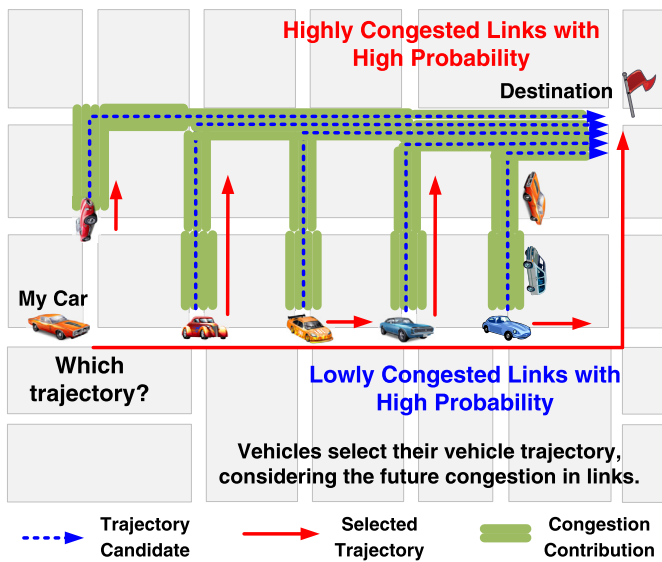 Highly Congested Links with
High Probability
Destination
My Car
Which
trajectory?
Lowly Congested Links with
High Probability
Vehicles select their vehicle trajectory,
considering the future congestion in links.
Trajectory
Candidate
Selected
Trajectory
Congestion
Contribution